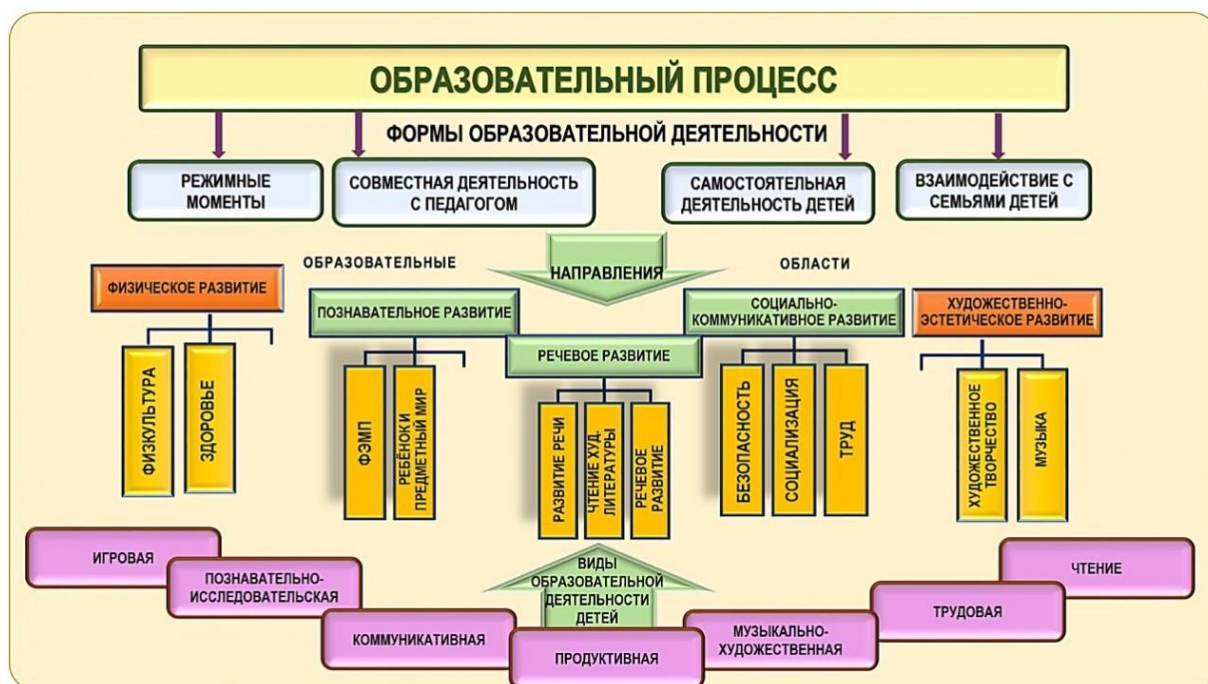 ОБРАЗОВАТЕЛЬНЫЙ ПРОЦЕСС
ФОРМЫ ОБРАЗОВАТЕЛЬНОЙ ДЕЯТЕЛЬНОСТИ
РЕЖИМНЫЕ
МОМЕНТЫ
СОВМЕСТНАЯ ДЕЯТЕЛЬНОСТЬ
С ПЕДАГОГОМ
САМОСТОЯТЕЛЬНАЯ
ДЕЯТЕЛЬНОСТЬ ДЕТЕЙ
ВЗАИМОДЕЙСТВИЕ С
СЕМЬЯМИ ДЕТЕЙ
ОБРАЗОВАТЕЛЬНЫЕ
НАПРАВЛЕНИЯ
ОБЛАСТИ
ФИЗИЧЕСКОЕ РАЗВИТИЕ
ПОЗНАВАТЕЛЬНОЕ РАЗВИТИЕ
РЕЧЕВОЕ РАЗВИТИЕ
СОЦИАЛЬНО-
КОММУНИКАТИВНОЕ РАЗВИТИЕ
ХУДОЖЕСТВЕННО-
ЭСТЕТИЧЕСКОЕ РАЗВИТИЕ
ФИЗКУЛЬТУРА
ЗДОРОВЬЕ
ФЭМП
РЕБЁНОК И
ПРЕДМЕТНЫЙ МИР
РАЗВИТИЕ РЕЧИ
ЧТЕНИЕ ХУД.
ЛИТЕРАТУРЫ
РЕЧЕВОЕ
РАЗВИТИЕ
БЕЗОПАСНОСТЬ
СОЦИАЛИЗАЦИЯ
ТРУД
ХУДОЖЕСТВЕННОЕ
ТВОРЧЕСТВО
МУЗЫКА
ИГРОВАЯ
ПОЗНАВАТЕЛЬНО-
ИССЛЕДОВАТЕЛЬСКАЯ
КОММУНИКАТИВНАЯ
ВИДЫ
ОБРАЗОВАТЕЛЬНОЙ
ДЕЯТЕЛЬНОСТИ
ДЕТЕЙ
ПРОДУКТИВНАЯ
МУЗЫКАЛЬНО-
ХУДОЖЕСТВЕННАЯ
ТРУДОВАЯ
ЧТЕНИЕ